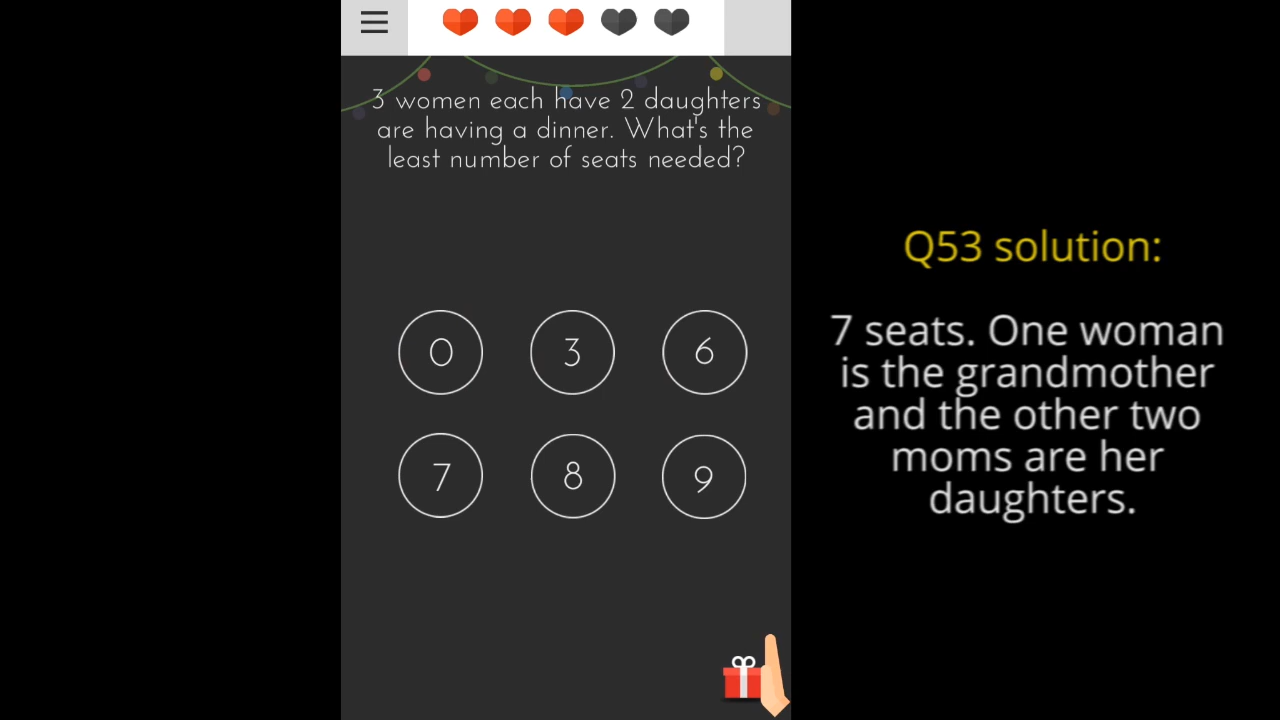 3 women each have 2 daughters
are having a dinner. What's the
least number of seats needed?
0 3 6
7 8 9
Q53 solution:
7 seats. One woman
is the grandmother
and the other two
moms are her
daughters.